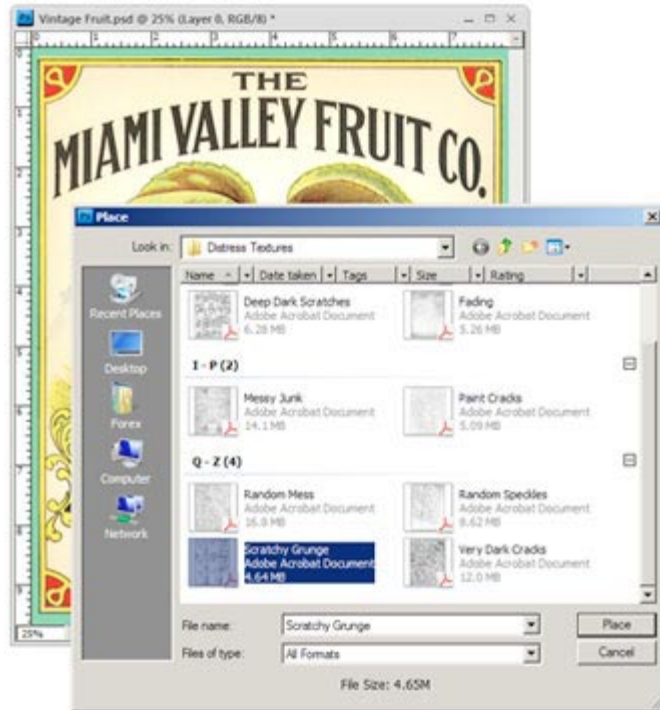 Vintage Fruit.psd @ 25% (Layer 0, RGB/8) *
THE
MIAMI VALLEY FRUIT CO.
Place
Look in: Distress Textures
Name Date taken Tags Size Rating
Recent Places
Desktop
Forex
Computer
Network
Deep Dark Scratches
Adobe Acrobat Document
6.28 MB
Fading
Adobe Acrobat Document
5.26 MB
I - P (2)
Messy Junk
Adobe Acrobat Document
14.1 MB
Paint Cracks
Adobe Acrobat Document
5.09 MB
Q - Z (4)
Random Mess
Adobe Acrobat Document
16.8 MB
Random Speckles
Adobe Acrobat Document
8.62 MB
Scratchy Grunge
Adobe Acrobat Document
4.64 MB
Very Dark Cracks
Adobe Acrobat Document
12.0 MB
File name: Scratchy Grunge
Place
Files of type: All Formats
Cancel
File Size: 4.65M
25%